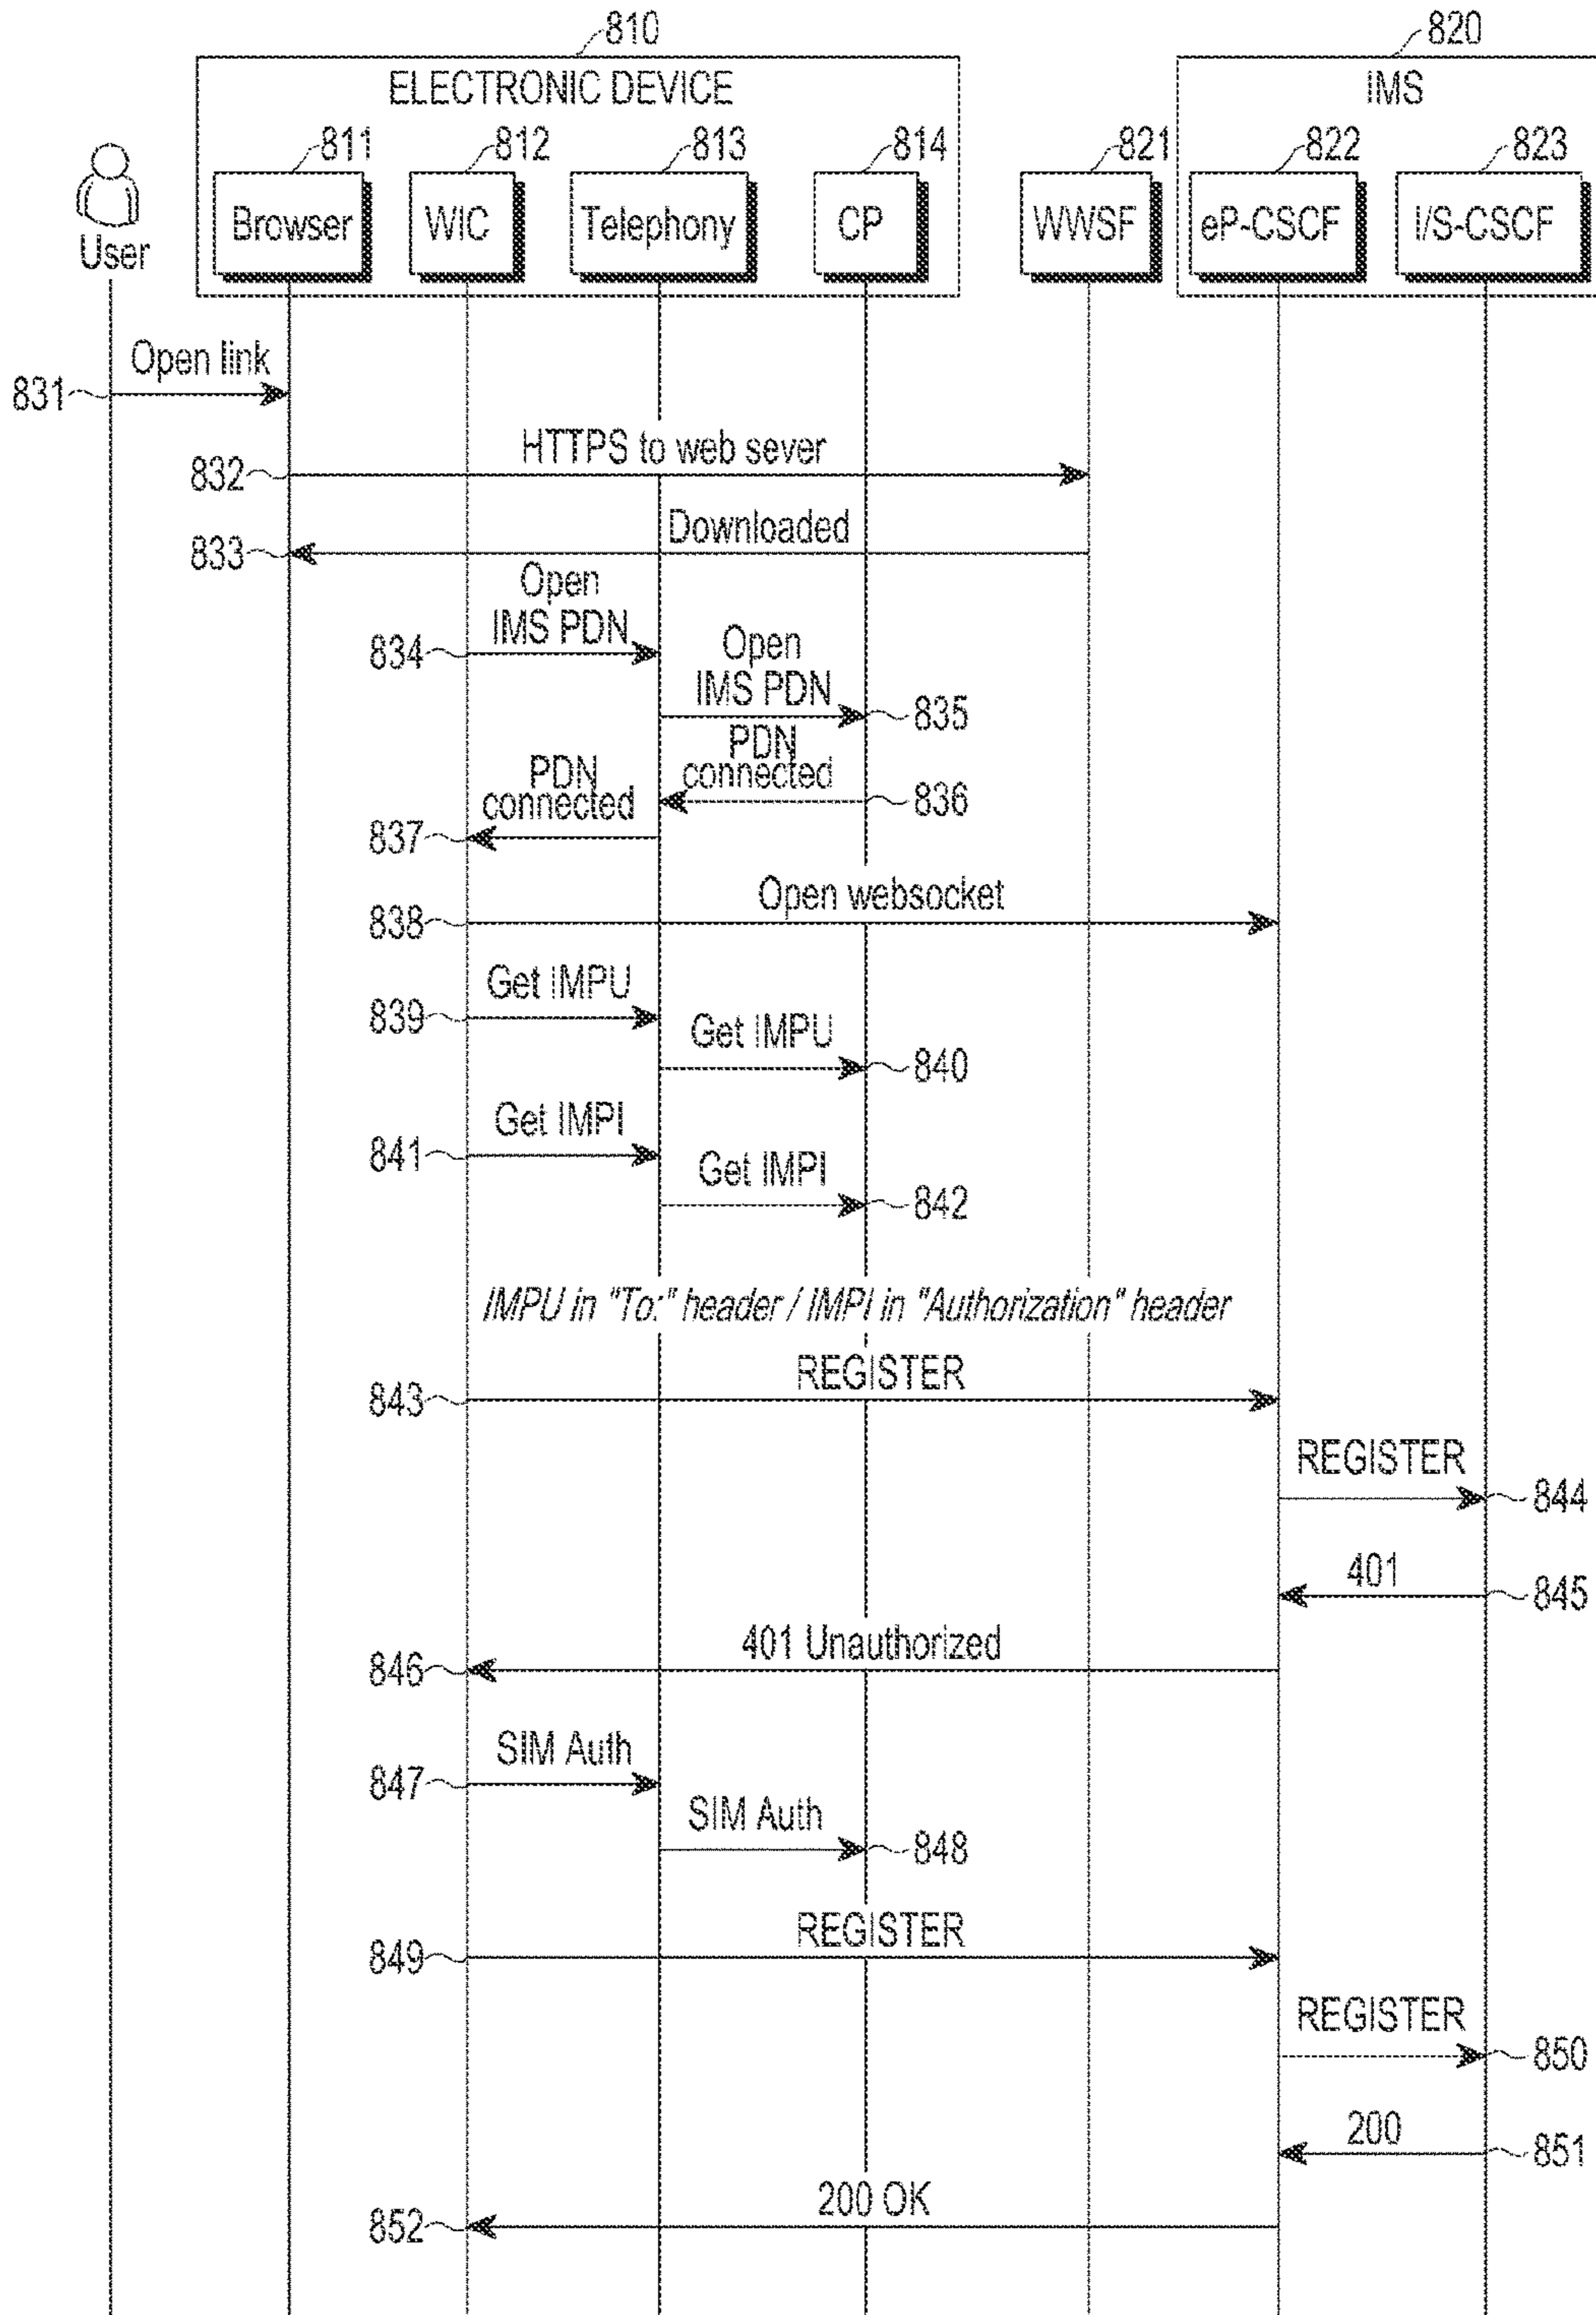 810
820
ELECTRONIC DEVICE
IMS
811
812
813
814
821
822
823
User
Browser
WIC
Telephony
CP
WWSF
eP-CSCF
I/S-CSCF
Open link
831
HTTPS to web sever
832
Downloaded
833
Open
IMS PDN
834
Open
IMS PDN
835
PDN
connected
836
PDN
connected
837
Open websocket
838
Get IMPU
839
Get IMPU
840
Get IMPI
841
Get IMPI
842
IMPU in "To:" header / IMPI in "Authorization" header
REGISTER
843
REGISTER
844
401
845
401 Unauthorized
846
SIM Auth
847
SIM Auth
848
REGISTER
849
REGISTER
850
200
851
200 OK
852